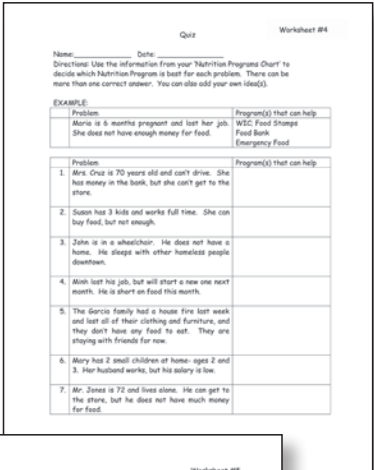 Worksheet #4
Quiz
Name:______________ Date: ________________
Directions: Use the information from your 'Nutrition Programs Chart' to
decide which Nutrition Program is best for each problem. There can be
more than one correct answer. You can also add your own idea(s).
EXAMPLE:
Problem Program(s) that can help
Maria is 6 months pregnant and lost her job. WIC; Food Stamps
She does not have enough money for food. Food Bank
Emergency Food
Problem Program(s) that can help
1. Mrs. Cruz is 70 years old and can't drive. She
has money in the bank, but she can't get to the
store.
2. Susan has 3 kids and works full time. She can
buy food, but not enough.
3. John is in a wheelchair. He does not have a
home. He sleeps with other homeless people
downtown.
4. Minh lost his job, but will start a new one next
month. He is short on food this month.
5. The Garcia family had a house fire last week
and lost all of their clothing and furniture, and
they don't have any food to eat. They are
staying with friends for now.
6. Mary has 2 small children at home- ages 2 and
3. Her husband works, but his salary is low.
7. Mr. Jones is 72 and lives alone. He can get to
the store, but he does not have much money
for food.